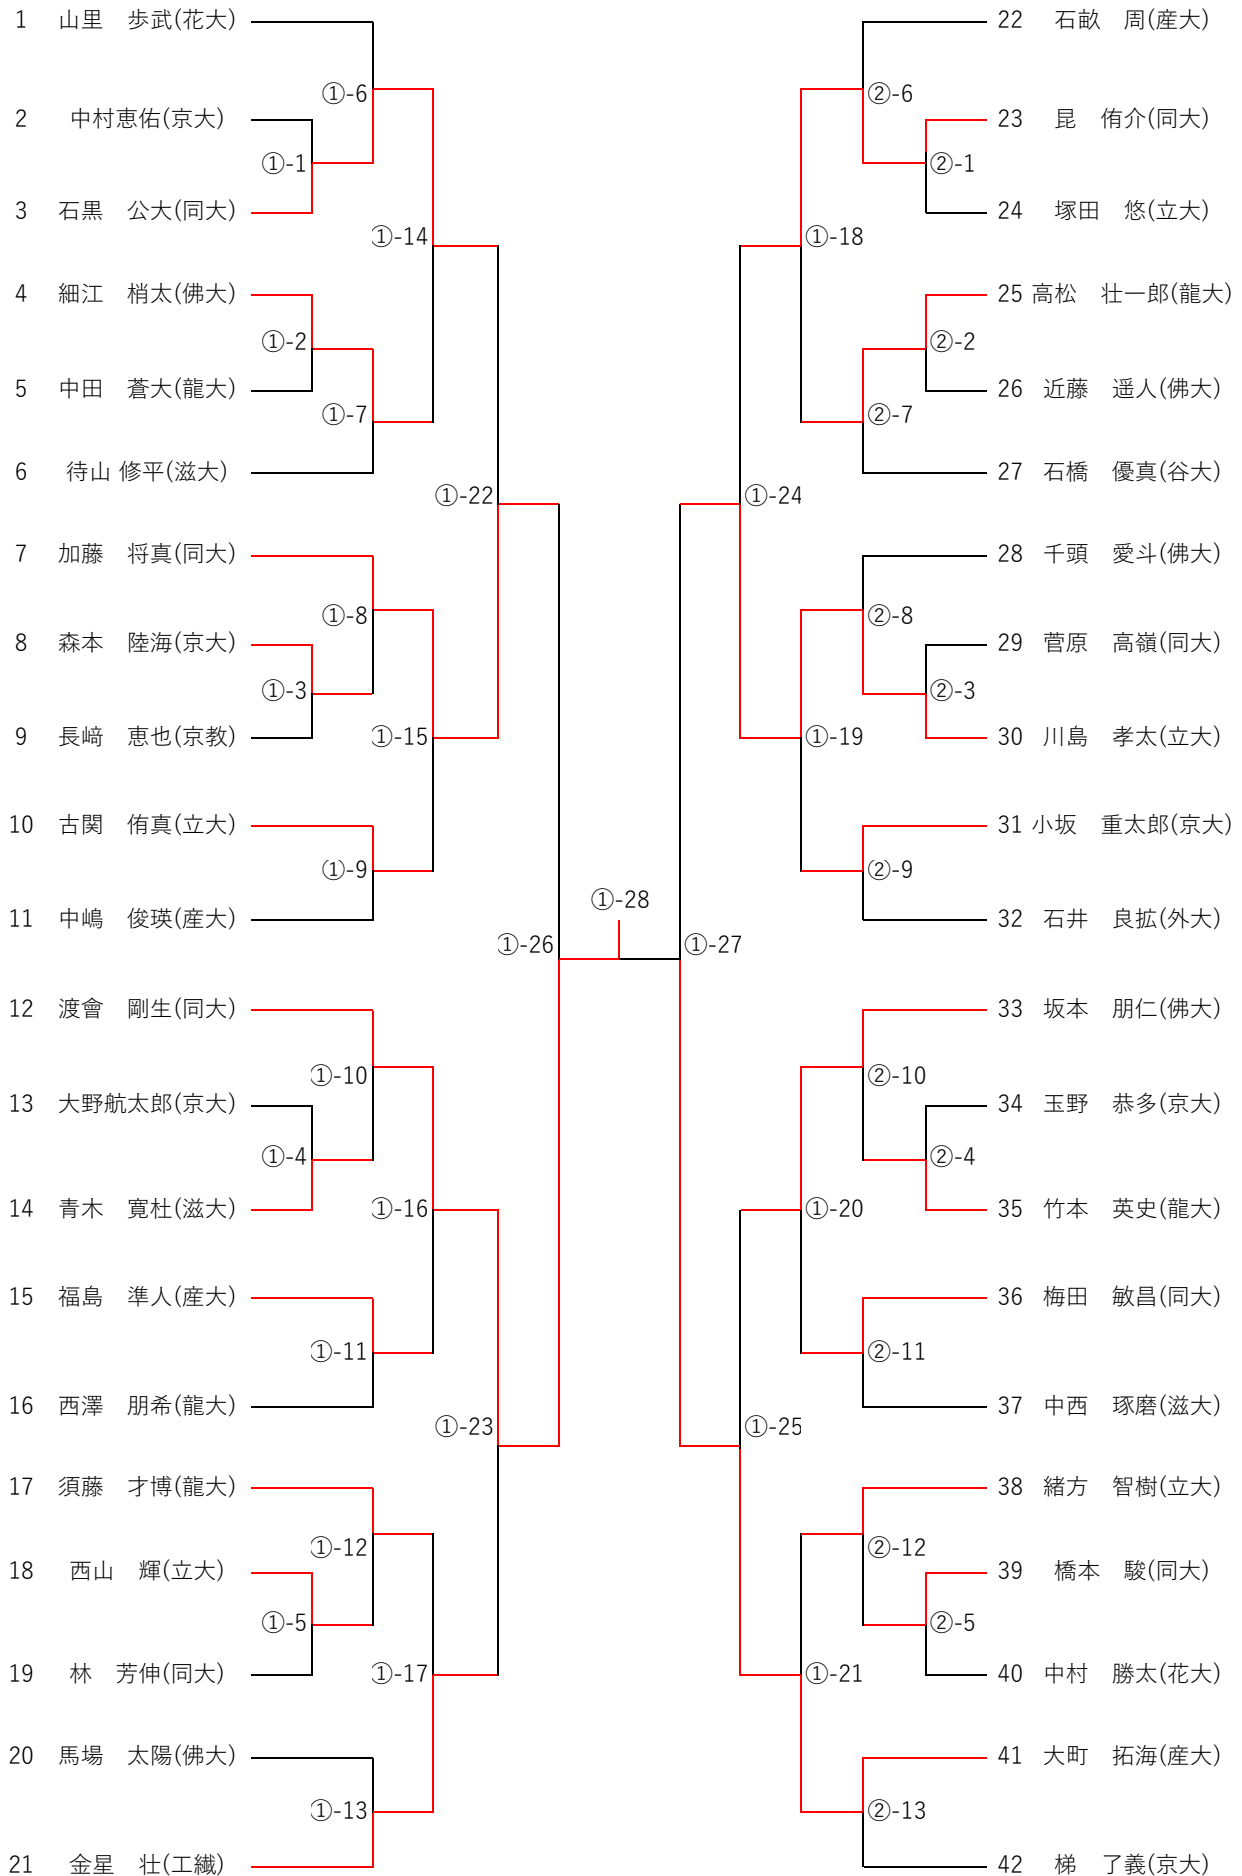 1 山里　歩武(花大)
①-6
2 中村恵佑(京大)
①-1
3 石黒　公大(同大)
①-14
4 細江　梢太(佛大)
①-2
5 中田　蒼大(龍大)
①-7
6 待山 修平(滋大)
①-22
7 加藤　将真(同大)
①-8
8 森本　陸海(京大)
①-3
9 長﨑　恵也(京教)
①-15
10 古関　侑真(立大)
①-9
11 中嶋　俊瑛(産大)
①-26
12 渡會　剛生(同大)
①-10
13 大野航太郎(京大)
①-4
14 青木　寛杜(滋大)
①-16
15 福島　準人(産大)
①-11
16 西澤　朋希(龍大)
①-23
17 須藤　才博(龍大)
①-12
18 西山　輝(立大)
①-5
19 林　芳伸(同大)
①-17
20 馬場　太陽(佛大)
①-13
21 金星　壮(工繊)
①-28
22 石畝　周(産大)
②-6
23 昆　侑介(同大)
②-1
24 塚田　悠(立大)
①-18
25 高松　壮一郎(龍大)
②-2
26 近藤　遥人(佛大)
②-7
27 石橋　優真(谷大)
①-24
28 千頭　愛斗(佛大)
②-8
29 菅原　高嶺(同大)
②-3
30 川島　孝太(立大)
①-19
31 小坂　重太郎(京大)
②-9
32 石井　良拡(外大)
①-27
33 坂本　朋仁(佛大)
②-10
34 玉野　恭多(京大)
②-4
35 竹本　英史(龍大)
①-20
36 梅田　敏昌(同大)
②-11
37 中西　琢磨(滋大)
①-25
38 緒方　智樹(立大)
②-12
39 橋本　駿(同大)
②-5
40 中村　勝太(花大)
①-21
41 大町　拓海(産大)
②-13
42 梯　了義(京大)